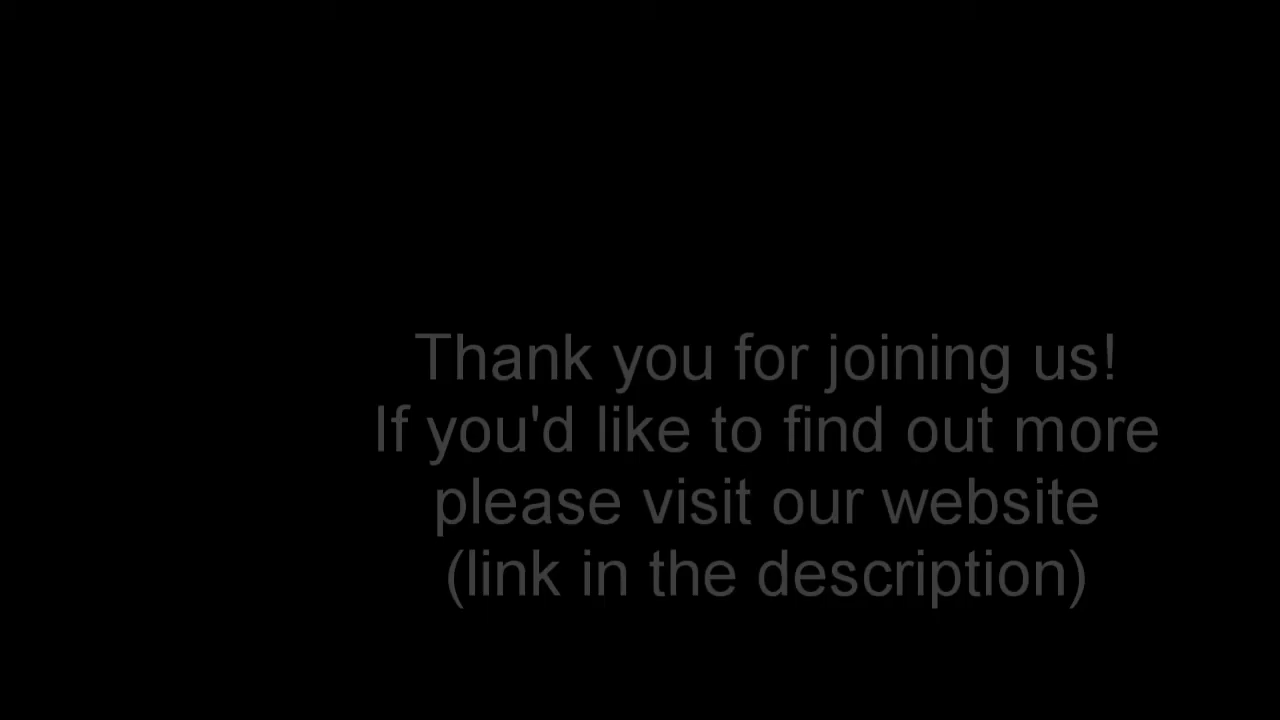 Thank you for joining us!
If you'd like to find out more
please visit our website
(link in the description)